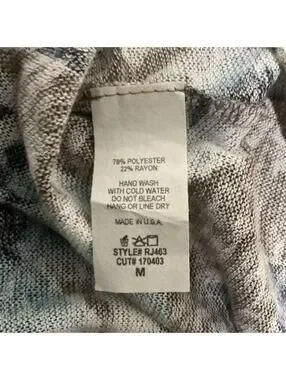 78% POLYESTER
22% RAYON
HAND WASH
WITH COLD WATER
DO NOT BLEACH
HANG OR LINE DRY
MADE IN U.S.A.
STYLE# RJ463
CUT# 170403
M